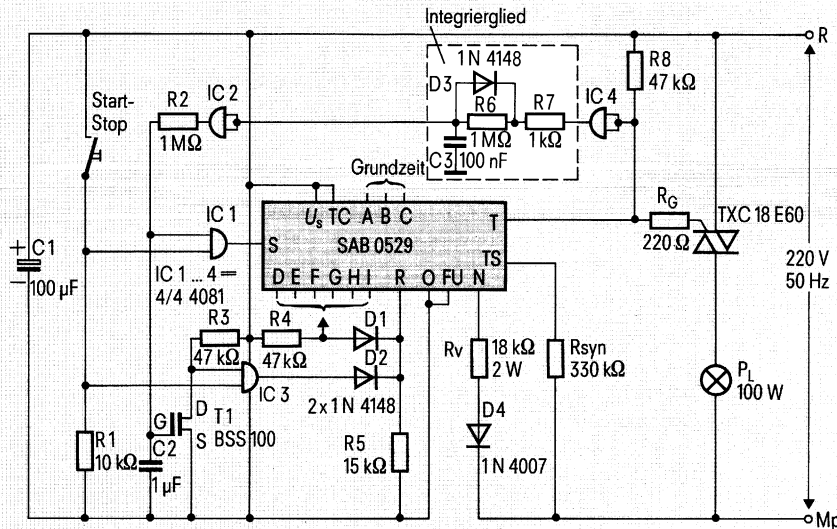 Integrierglied
R
1 N 4148
D3
R8
47 kΩ
Start-
Stop
R2
1 MΩ
IC 2
R6
1 MΩ
R7
1 kΩ
IC 4
C3 100 nF
Grundzeit
IC 1
Us TC A B C
T
RG
220 Ω
TXC 18 E60
S
SAB 0529
TS
+
C1
−
100 µF
IC 1 ... 4 =
4/4 4081
D E F G H I R O FU N
220 V
50 Hz
R3
47 kΩ
R4
47 kΩ
D1
D2
RV
18 kΩ
2 W
Rsyn
330 kΩ
IC 3
PL
100 W
D
G
S
T1
BSS 100
2 x 1 N 4148
D4
R1
10 kΩ
C2
1 µF
R5
15 kΩ
1 N 4007
Mp